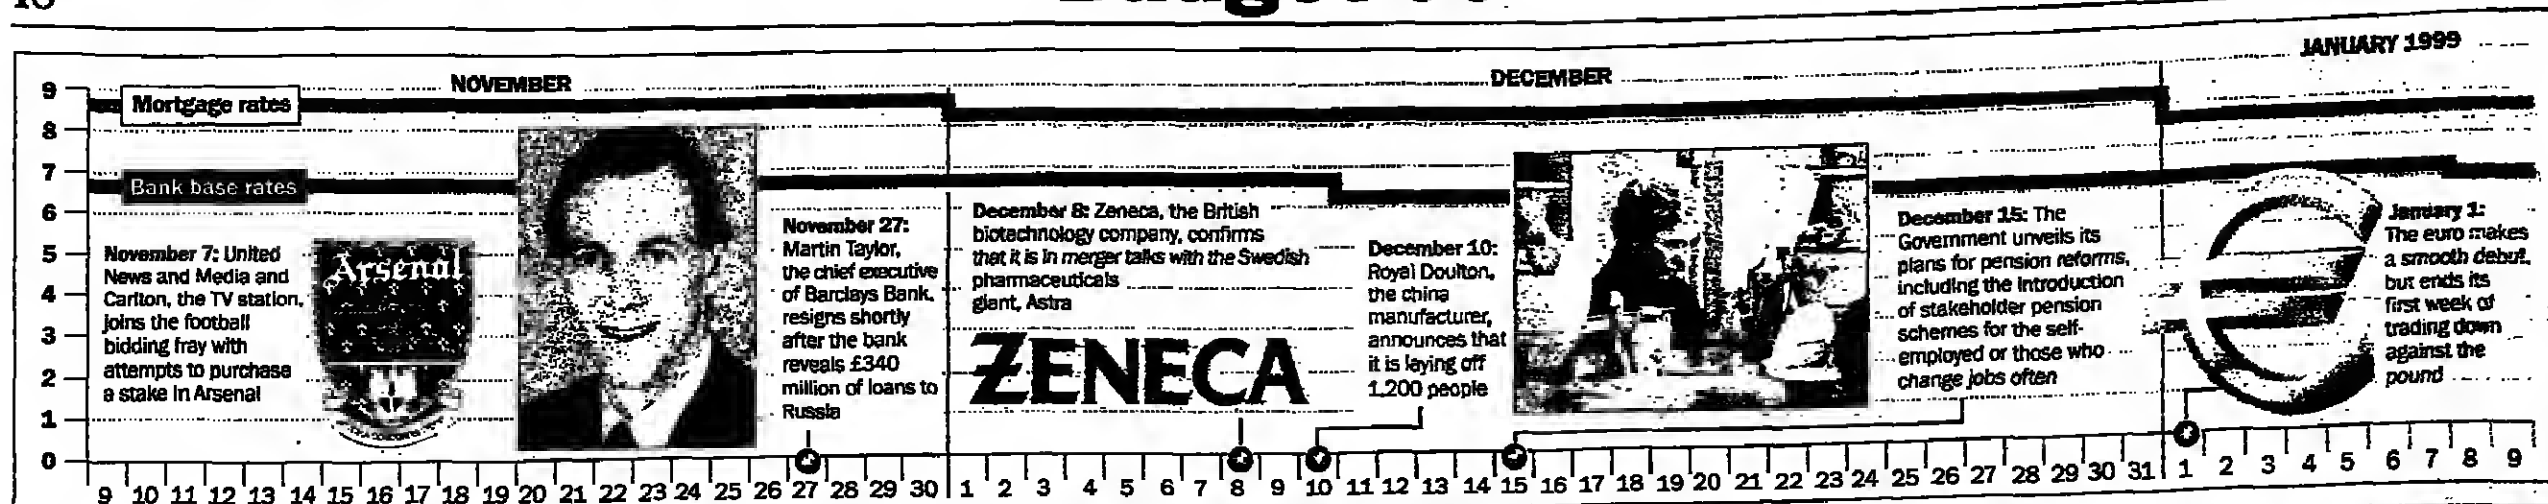 NOVEMBER
DECEMBER
JANUARY 1999
9
8
7
6
5
4
3
2
1
0
Mortgage rates
Bank base rates
November 7: United
News and Media and
Carlton, the TV station,
joins the football
bidding fray with
attempts to purchase
a stake in Arsenal
Arsenal
November 27:
Martin Taylor,
the chief executive
of Barclays Bank,
resigns shortly
after the bank
reveals £340
million of loans to
Russia
December 8: Zeneca, the British
biotechnology company, confirms
that it is in merger talks with the Swedish
pharmaceuticals
giant, Astra
ZENECA
December 10:
Royal Doulton,
the china
manufacturer,
announces that
it is laying off
1,200 people
December 15: The
Government unveils its
plans for pension reforms,
including the introduction
of stakeholder pension
schemes for the self-
employed or those who
change jobs often
January 1:
The euro makes
a smooth debut,
but ends its
first week of
trading down
against the
pound
9 10 11 12 13 14 15 16 17 18 19 20 21 22 23 24 25 26 27 28 29 30 1 2 3 4 5 6 7 8 9 10 11 12 13 14 15 16 17 18 19 20 21 22 23 24 25 26 27 28 29 30 31 1 2 3 4 5 6 7 8 9